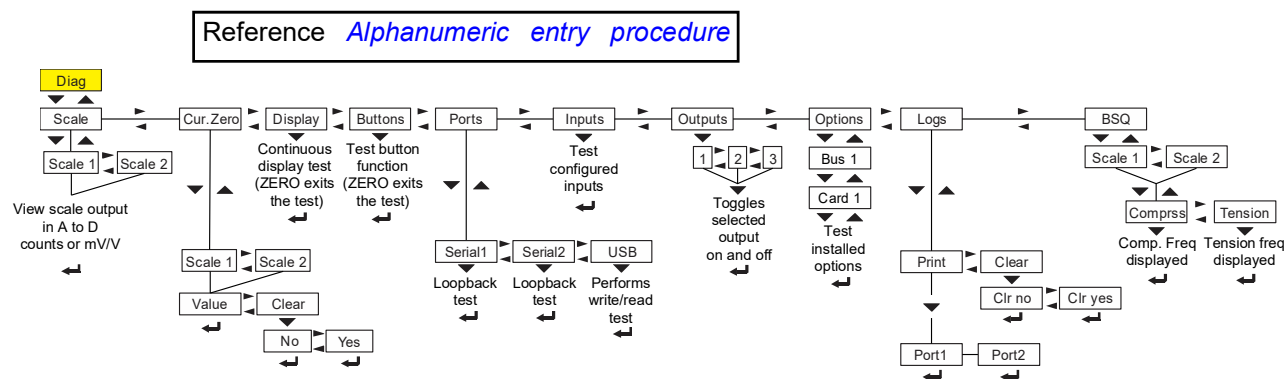 Reference Alphanumeric entry procedure
Diag
Scale
Cur.Zero
Display
Buttons
Ports
Inputs
Outputs
Options
Logs
BSQ
Scale 1
Scale 2
View scale output
in A to D
counts or mV/V
Continuous
display test
(ZERO exits
the test)
Test button
function
(ZERO exits
the test)
Test
configured
inputs
1
2
3
Toggles
selected
output
on and off
Bus 1
Card 1
Test
installed
options
Scale 1
Scale 2
Comprss
Tension
Comp. Freq
displayed
Tension freq
displayed
Scale 1
Scale 2
Value
Clear
No
Yes
Serial1
Serial2
USB
Loopback
test
Loopback
test
Performs
write/read
test
Print
Clear
Clr no
Clr yes
Port1
Port2